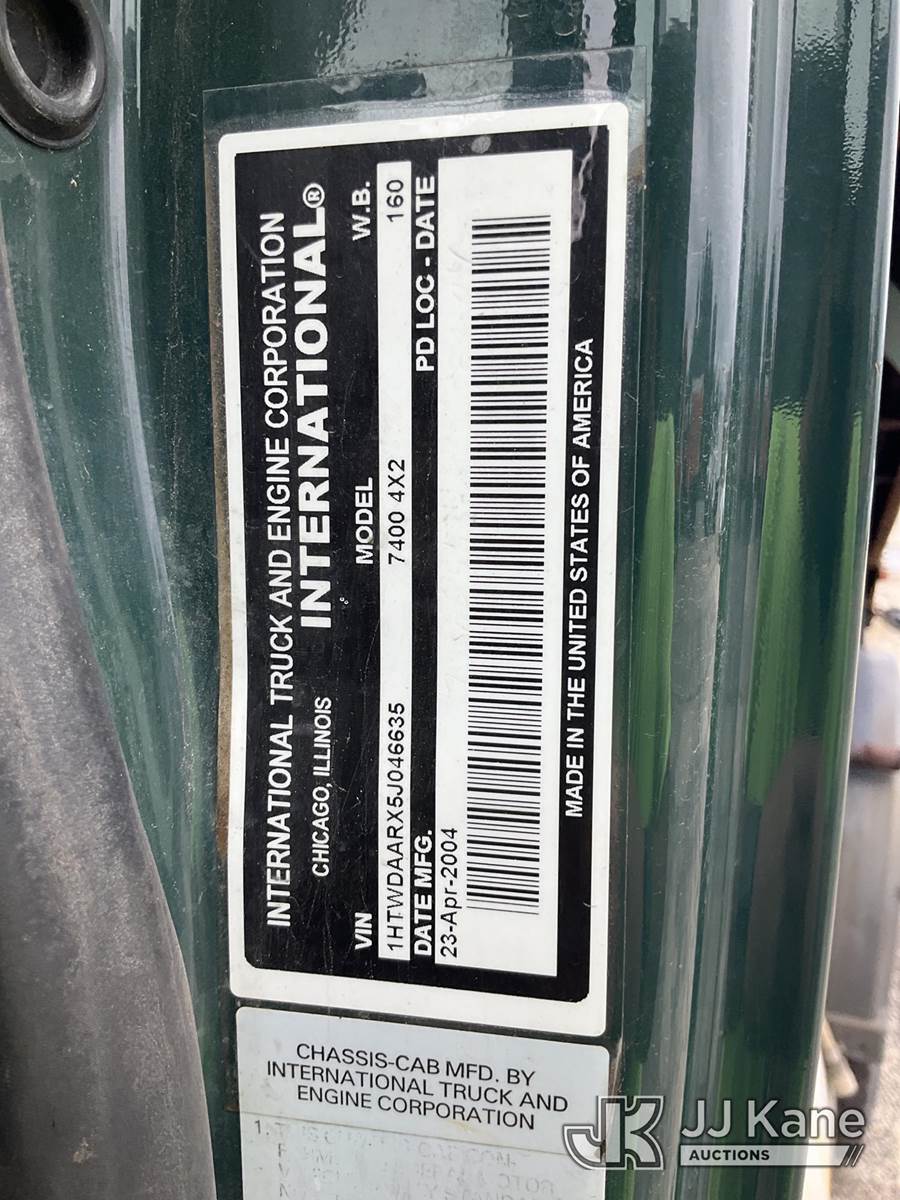 INTERNATIONAL TRUCK AND ENGINE CORPORATION
CHICAGO, ILLINOIS INTERNATIONAL®
VIN MODEL W.B.
1HTWDAARX5J046635 7400 4X2 160
DATE MFG. PD LOC - DATE
23-Apr-2004
MADE IN THE UNITED STATES OF AMERICA
CHASSIS-CAB MFD. BY
INTERNATIONAL TRUCK AND
ENGINE CORPORATION
JK JJ Kane
AUCTIONS